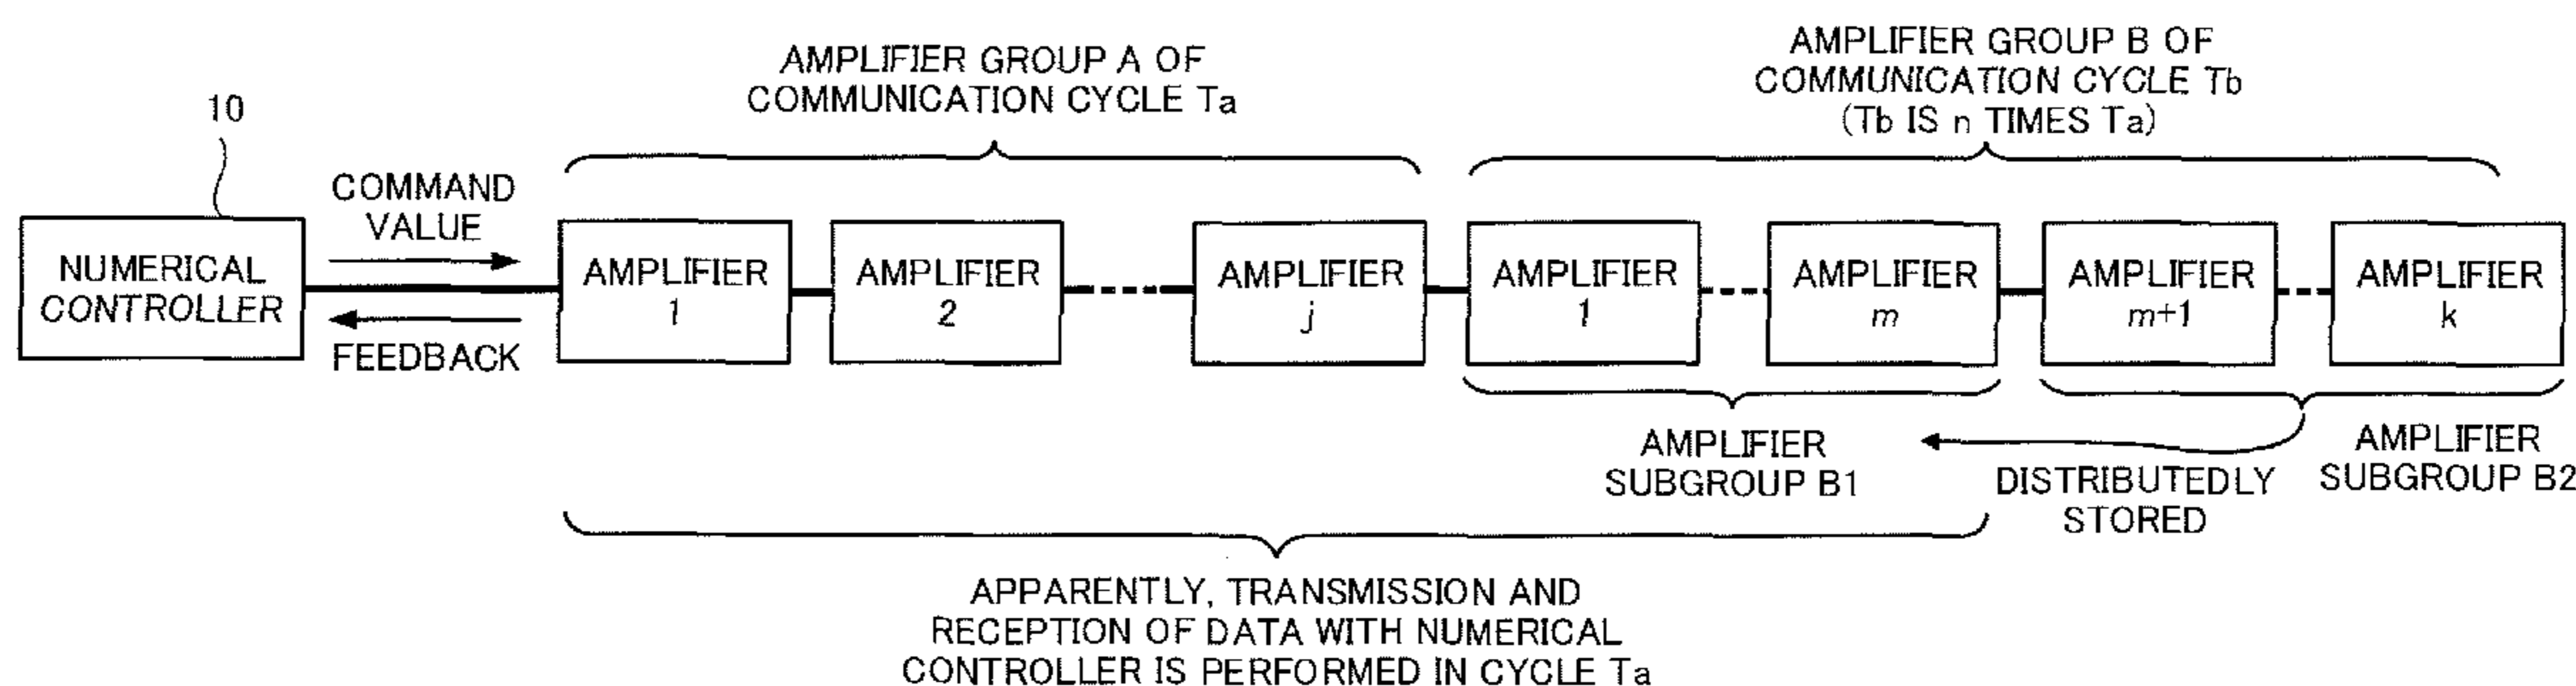 AMPLIFIER GROUP A OF
COMMUNICATION CYCLE Ta
AMPLIFIER GROUP B OF
COMMUNICATION CYCLE Tb
(Tb IS n TIMES Ta)
10
COMMAND
VALUE
FEEDBACK
NUMERICAL
CONTROLLER
AMPLIFIER
1
AMPLIFIER
2
AMPLIFIER
j
AMPLIFIER
1
AMPLIFIER
m
AMPLIFIER
m+1
AMPLIFIER
k
AMPLIFIER
SUBGROUP B1
DISTRIBUTEDLY
STORED
AMPLIFIER
SUBGROUP B2
APPARENTLY, TRANSMISSION AND
RECEPTION OF DATA WITH NUMERICAL
CONTROLLER IS PERFORMED IN CYCLE Ta